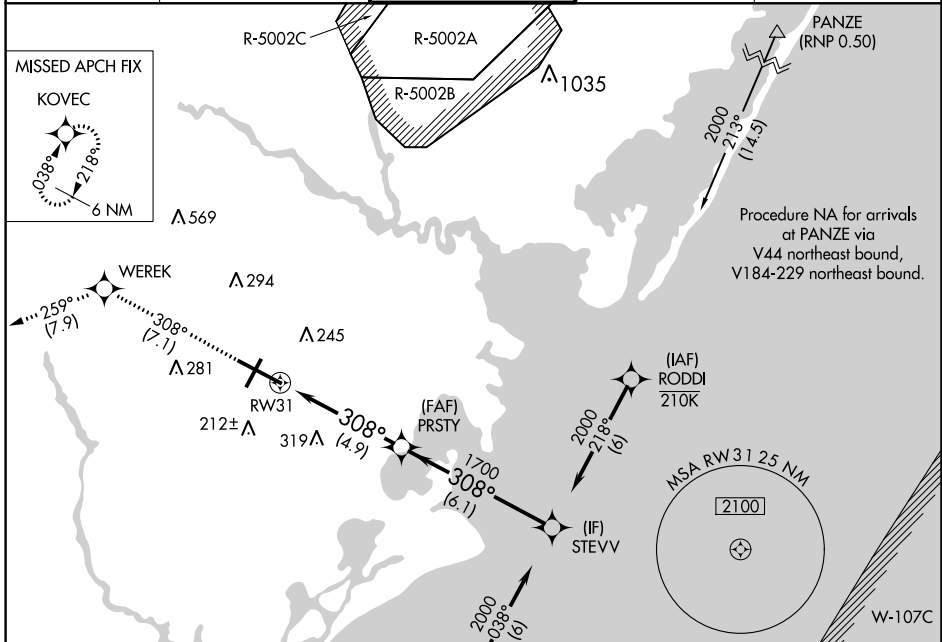 R-5002C
R-5002A
R-5002B
1035
PANZE
(RNP 0.50)
2000
213°
(14.5)
MISSED APCH FIX
KOVEC
038°
218°
6 NM
Procedure NA for arrivals
at PANZE via
V44 northeast bound,
V184-229 northeast bound.
569
WEREK
294
259°
(7.9)
308°
(7.1)
245
281
RW31
212±
319
308°
(4.9)
(FAF)
PRSTY
(IAF)
RODDI
210K
2000
218°
(6)
1700
308°
(6.1)
(IF)
STEVV
MSA RW31 25 NM
2100
2000
038°
(6)
W-107C